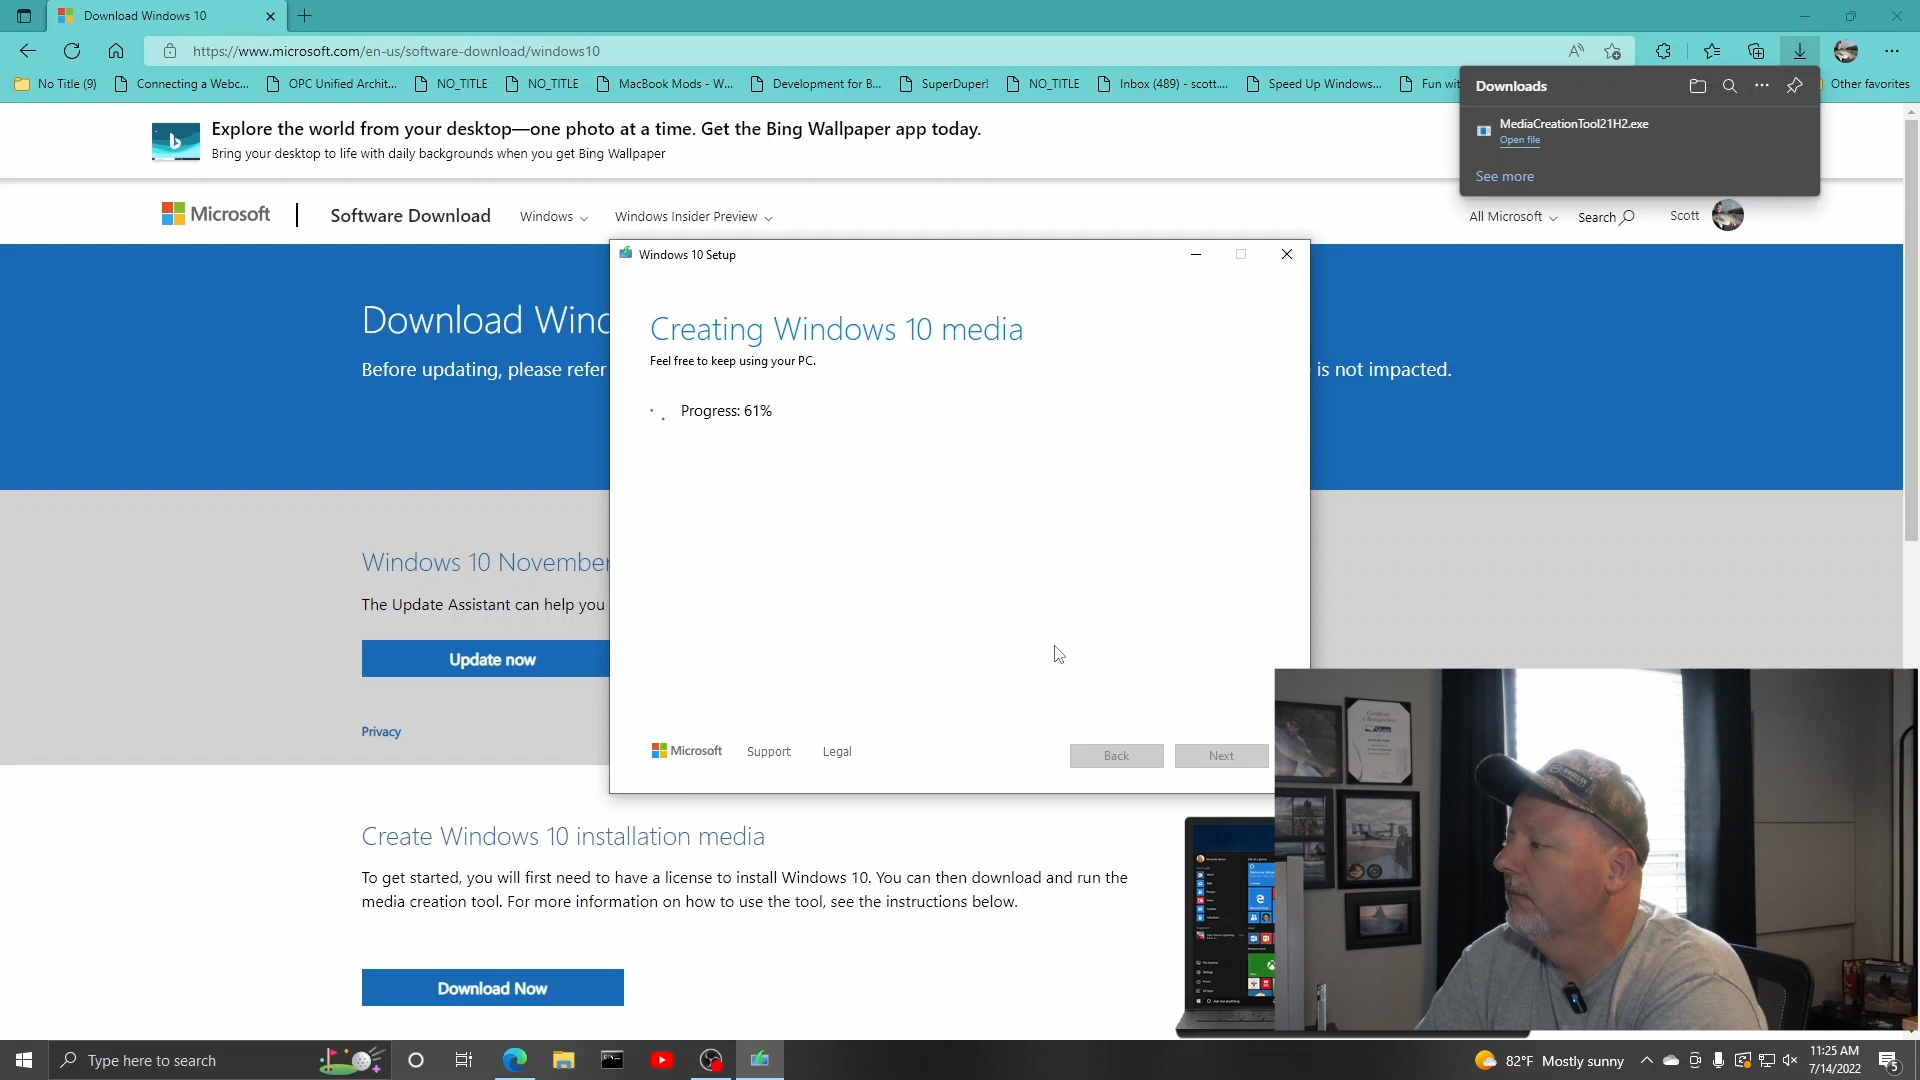 Download Windows 10
https://www.microsoft.com/en-us/software-download/windows10
No Title (9)
Connecting a Webc...
OPC Unified Archit...
NO_TITLE
NO_TITLE
MacBook Mods - W...
Development for B...
SuperDuper!
NO_TITLE
Inbox (489) - scott....
Speed Up Windows...
Fun wit
Other favorites
Downloads
MediaCreationTool21H2.exe
Open file
See more
Explore the world from your desktop—one photo at a time. Get the Bing Wallpaper app today.
Bring your desktop to life with daily backgrounds when you get Bing Wallpaper
Microsoft
Software Download
Windows
Windows Insider Preview
All Microsoft
Search
Scott
Download Wind
Before updating, please refer
is not impacted.
Windows 10 Setup
Creating Windows 10 media
Feel free to keep using your PC.
Progress: 61%
Microsoft
Support
Legal
Back
Next
Windows 10 November
The Update Assistant can help you
Update now
Privacy
Create Windows 10 installation media
To get started, you will first need to have a license to install Windows 10. You can then download and run the
media creation tool. For more information on how to use the tool, see the instructions below.
Download Now
Type here to search
82°F Mostly sunny
11:25 AM
7/14/2022
5